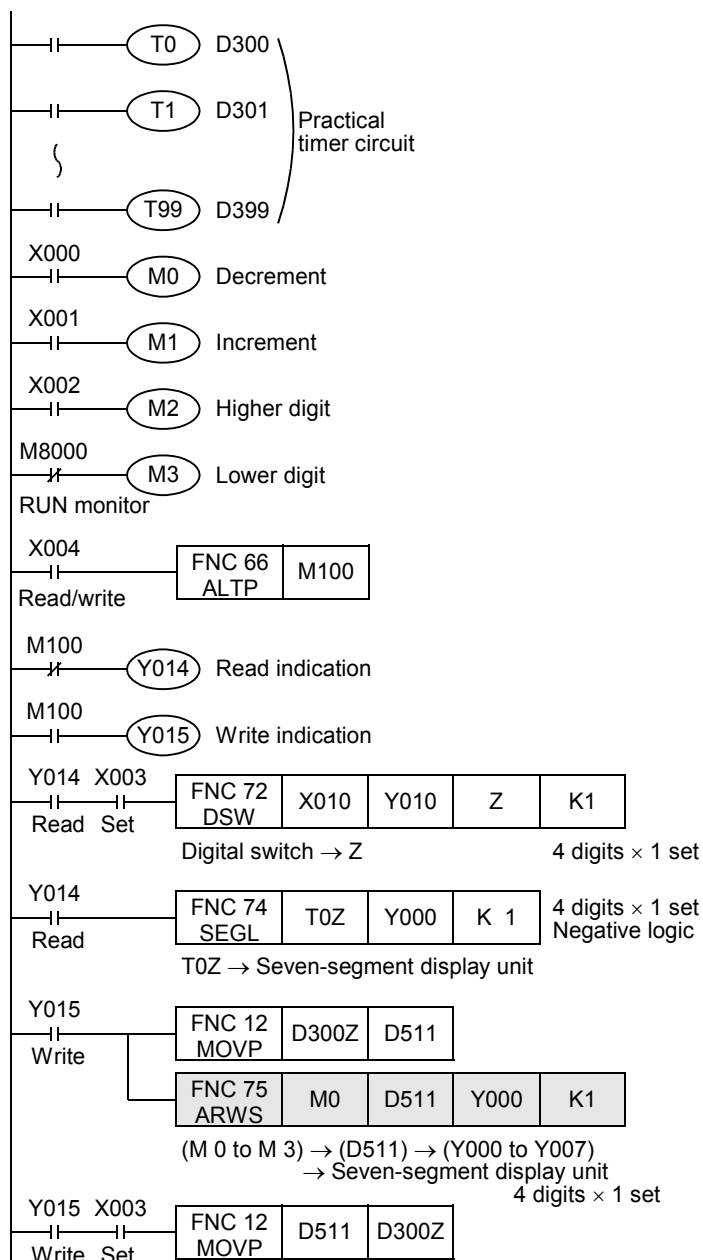 T0 D300
T1 D301
Practical
timer circuit
T99 D399
X000
M0 Decrement
X001
M1 Increment
X002
M2 Higher digit
M8000
M3 Lower digit
RUN monitor
X004
FNC 66
ALTP M100
Read/write
M100
Y014 Read indication
M100
Y015 Write indication
Y014 X003
FNC 72
DSW X010 Y010 Z K1
Read Set
Digital switch → Z 4 digits × 1 set
Y014
FNC 74
SEGL T0Z Y000 K 1
4 digits × 1 set
Negative logic
Read
T0Z → Seven-segment display unit
Y015
FNC 12
MOVP D300Z D511
Write
FNC 75
ARWS M0 D511 Y000 K1
(M 0 to M 3) → (D511) → (Y000 to Y007)
→ Seven-segment display unit
4 digits × 1 set
Y015 X003
FNC 12
MOVP D511 D300Z
Write Set